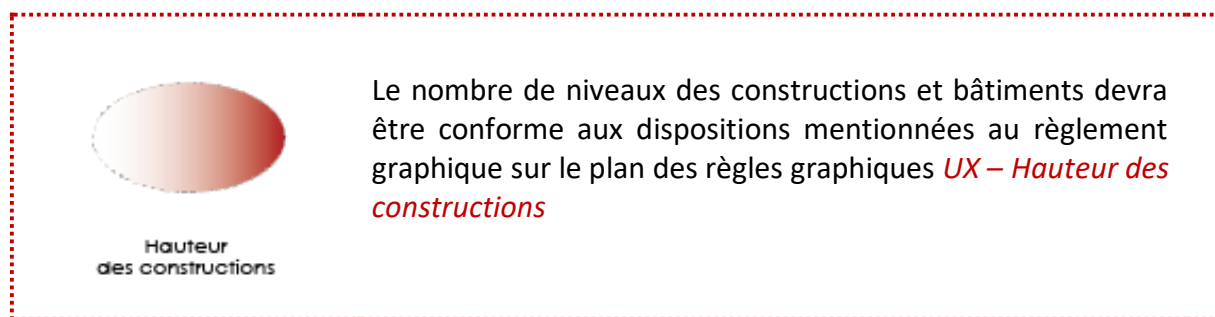 Le nombre de niveaux des constructions et bâtiments devra
être conforme aux dispositions mentionnées au règlement
graphique sur le plan des règles graphiques UX – Hauteur des
constructions
Hauteur
des constructions